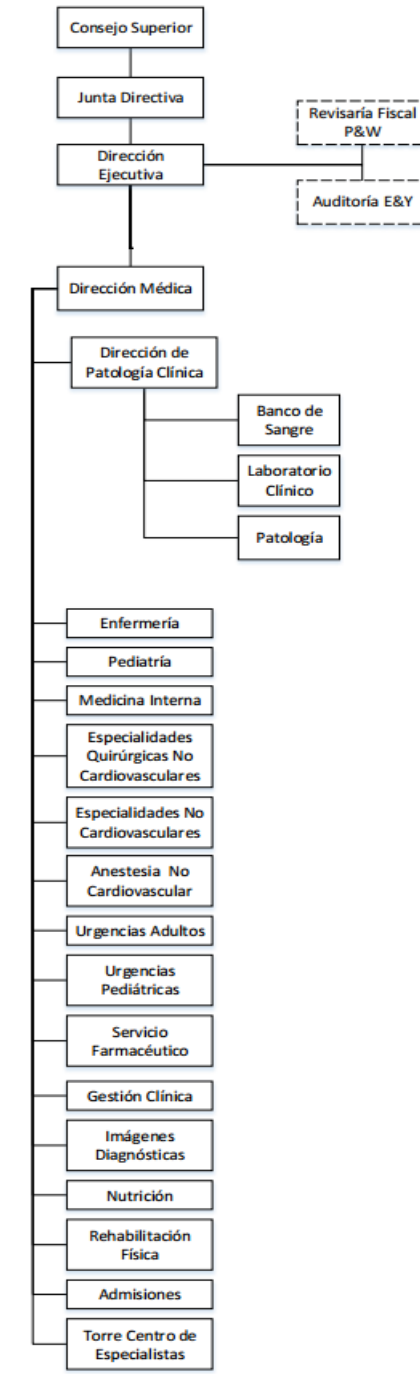 Consejo Superior
Junta Directiva
Revisaría Fiscal
P&W
Dirección
Ejecutiva
Auditoría E&Y
Dirección Médica
Dirección de
Patología Clínica
Banco de
Sangre
Laboratorio
Clínico
Patología
Enfermería
Pediatría
Medicina Interna
Especialidades
Quirúrgicas No
Cardiovasculares
Especialidades No
Cardiovasculares
Anestesia No
Cardiovascular
Urgencias Adultos
Urgencias
Pediátricas
Servicio
Farmacéutico
Gestión Clínica
Imágenes
Diagnósticas
Nutrición
Rehabilitación
Física
Admisiones
Torre Centro de
Especialistas